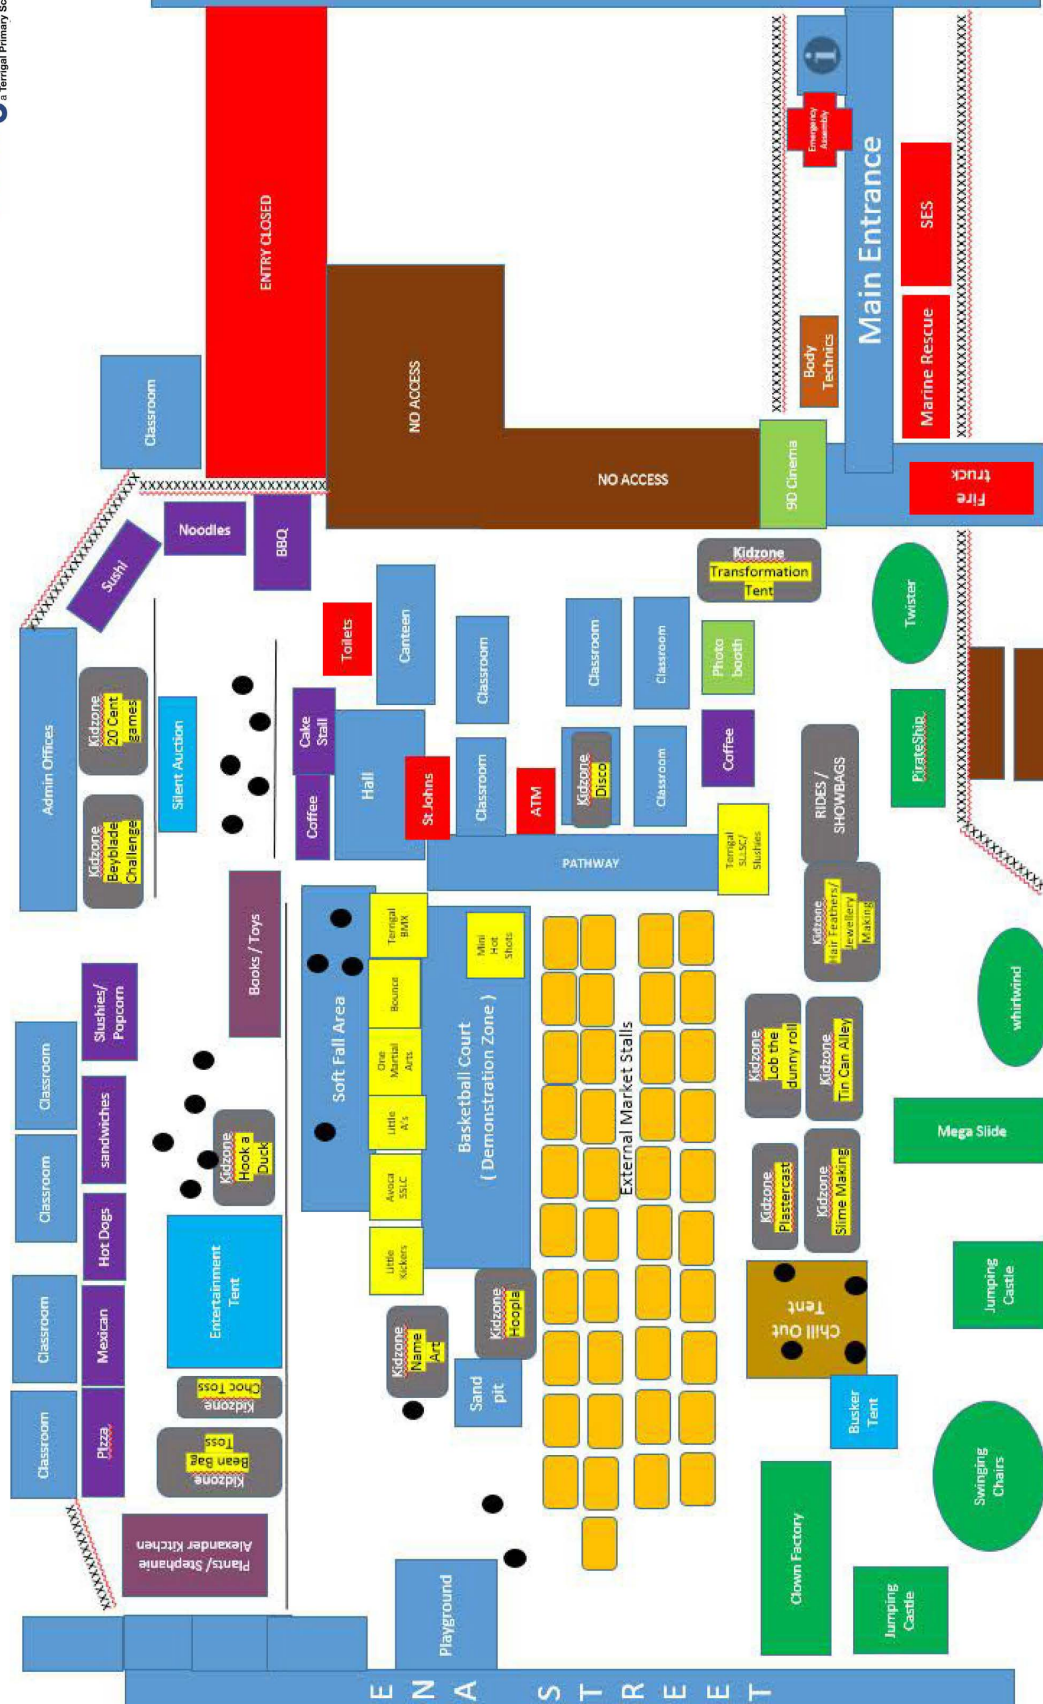 a Terrigal Primary Sc
ENTRY CLOSED
i
Emergency
Assembly
Main Entrance
SES
Marine Rescue
Body
Technics
Fire
truck
9D Cinema
NO ACCESS
NO ACCESS
Classroom
Sushi
Noodles
BBQ
Toilets
Canteen
Classroom
Classroom
Classroom
Kidzone
Transformation
Tent
Photo
booth
Twister
PirateShip
Admin Offices
Kidzone
20 Cent
games
Kidzone
Beyblade
Challenge
Silent Auction
Cake
Stall
Coffee
Hall
St Johns
Classroom
ATM
Kidzone
Disco
Classroom
Coffee
RIDES /
SHOWBAGS
PATHWAY
Terrigal
SLLSC/
Slushies
Kidzone
Hair Feathers/
Jewellery
Making
Books / Toys
Soft Fall Area
Terrigal
BMX
Bounce
One
Martial
Arts
Little
A's
Avoca
SSLC
Little
Kickers
Mini
Hot
Shots
Basketball Court
( Demonstration Zone )
External Market Stalls
Kidzone
Lob the
dunny roll
Kidzone
Tin Can Alley
Kidzone
Plastercast
Kidzone
Slime Making
whirlwind
Mega Slide
Slushies/
Popcorn
Classroom
sandwiches
Classroom
Hot Dogs
Mexican
Classroom
Pizza
Classroom
Kidzone
Hook a
Duck
Entertainment
Tent
Kidzone
Choc Toss
Kidzone
Bean Bag
Toss
Plants/ Stephanie
Alexander Kitchen
Kidzone
Name
Art
Kidzone
Hoopla
Sand
pit
Chill Out
Tent
Busker
Tent
Jumping
Castle
Swinging
Chairs
Clown Factory
Jumping
Castle
Playground
ENA STREET